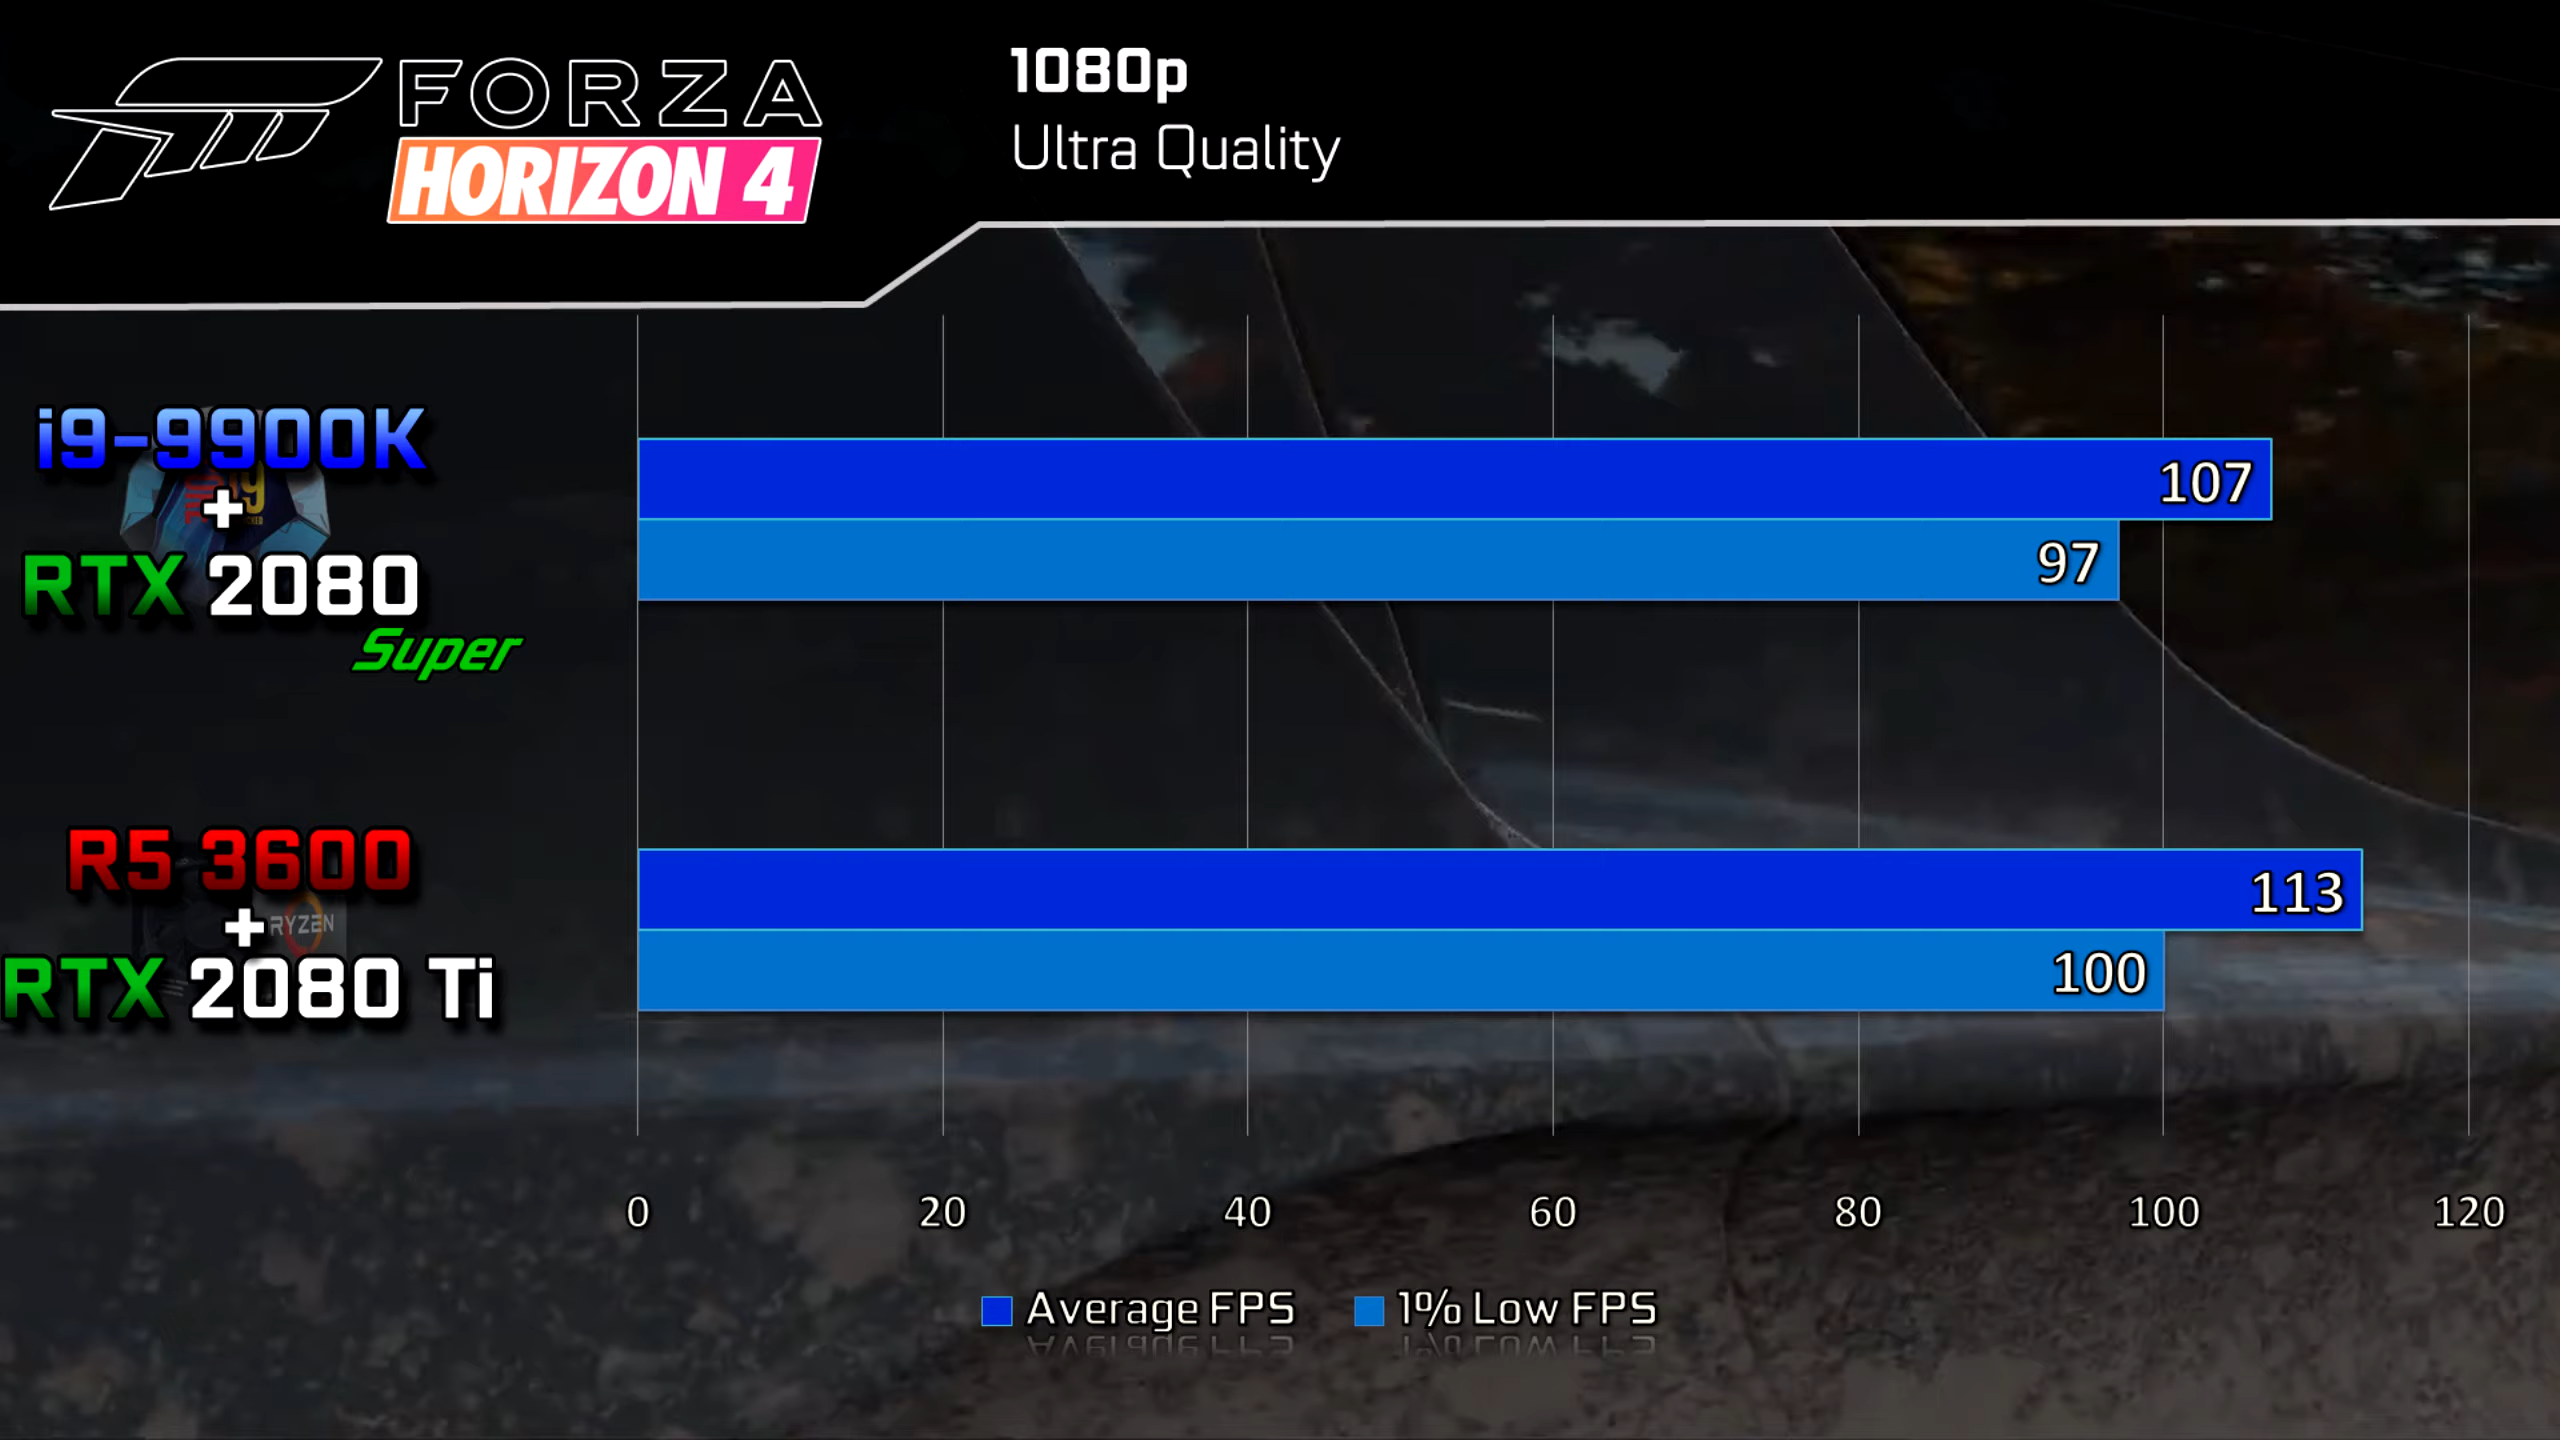 FORZA
HORIZON 4
1080p
Ultra Quality
i9-9900K
+
RTX 2080
Super
107
97
R5 3600
+
RYZEN
RTX 2080 Ti
113
100
0 20 40 60 80 100 120
Average FPS 1% Low FPS